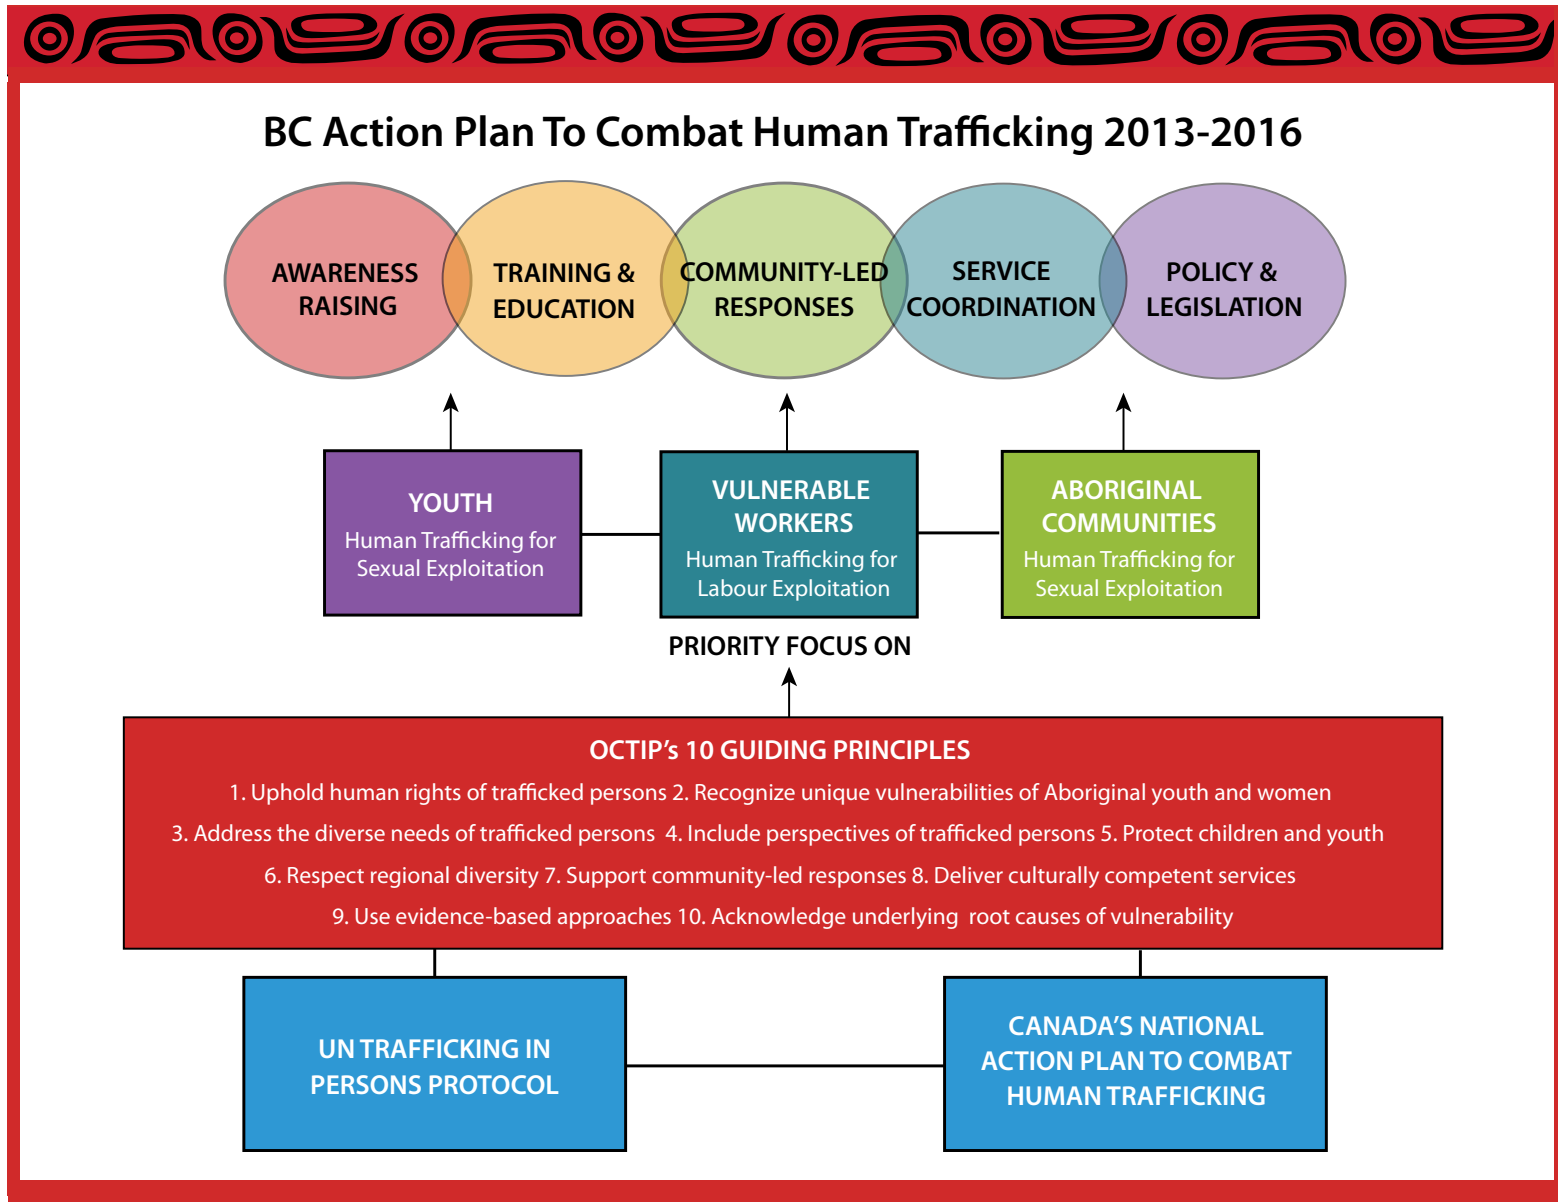 BC Action Plan To Combat Human Trafficking 2013-2016
AWARENESS
RAISING
TRAINING &
EDUCATION
COMMUNITY-LED
RESPONSES
SERVICE
COORDINATION
POLICY &
LEGISLATION
YOUTH
Human Trafficking for
Sexual Exploitation
VULNERABLE
WORKERS
Human Trafficking for
Labour Exploitation
ABORIGINAL
COMMUNITIES
Human Trafficking for
Sexual Exploitation
PRIORITY FOCUS ON
OCTIP's 10 GUIDING PRINCIPLES
1. Uphold human rights of trafficked persons 2. Recognize unique vulnerabilities of Aboriginal youth and women
3. Address the diverse needs of trafficked persons 4. Include perspectives of trafficked persons 5. Protect children and youth
6. Respect regional diversity 7. Support community-led responses 8. Deliver culturally competent services
9. Use evidence-based approaches 10. Acknowledge underlying root causes of vulnerability
UN TRAFFICKING IN
PERSONS PROTOCOL
CANADA'S NATIONAL
ACTION PLAN TO COMBAT
HUMAN TRAFFICKING